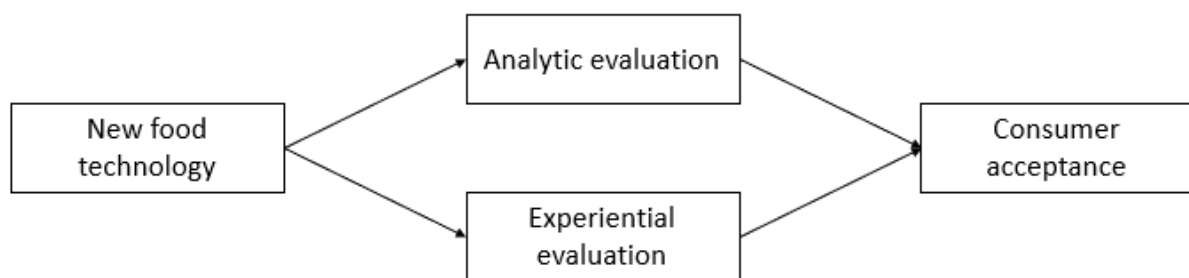 New food
technology
Analytic evaluation
Experiential
evaluation
Consumer
acceptance